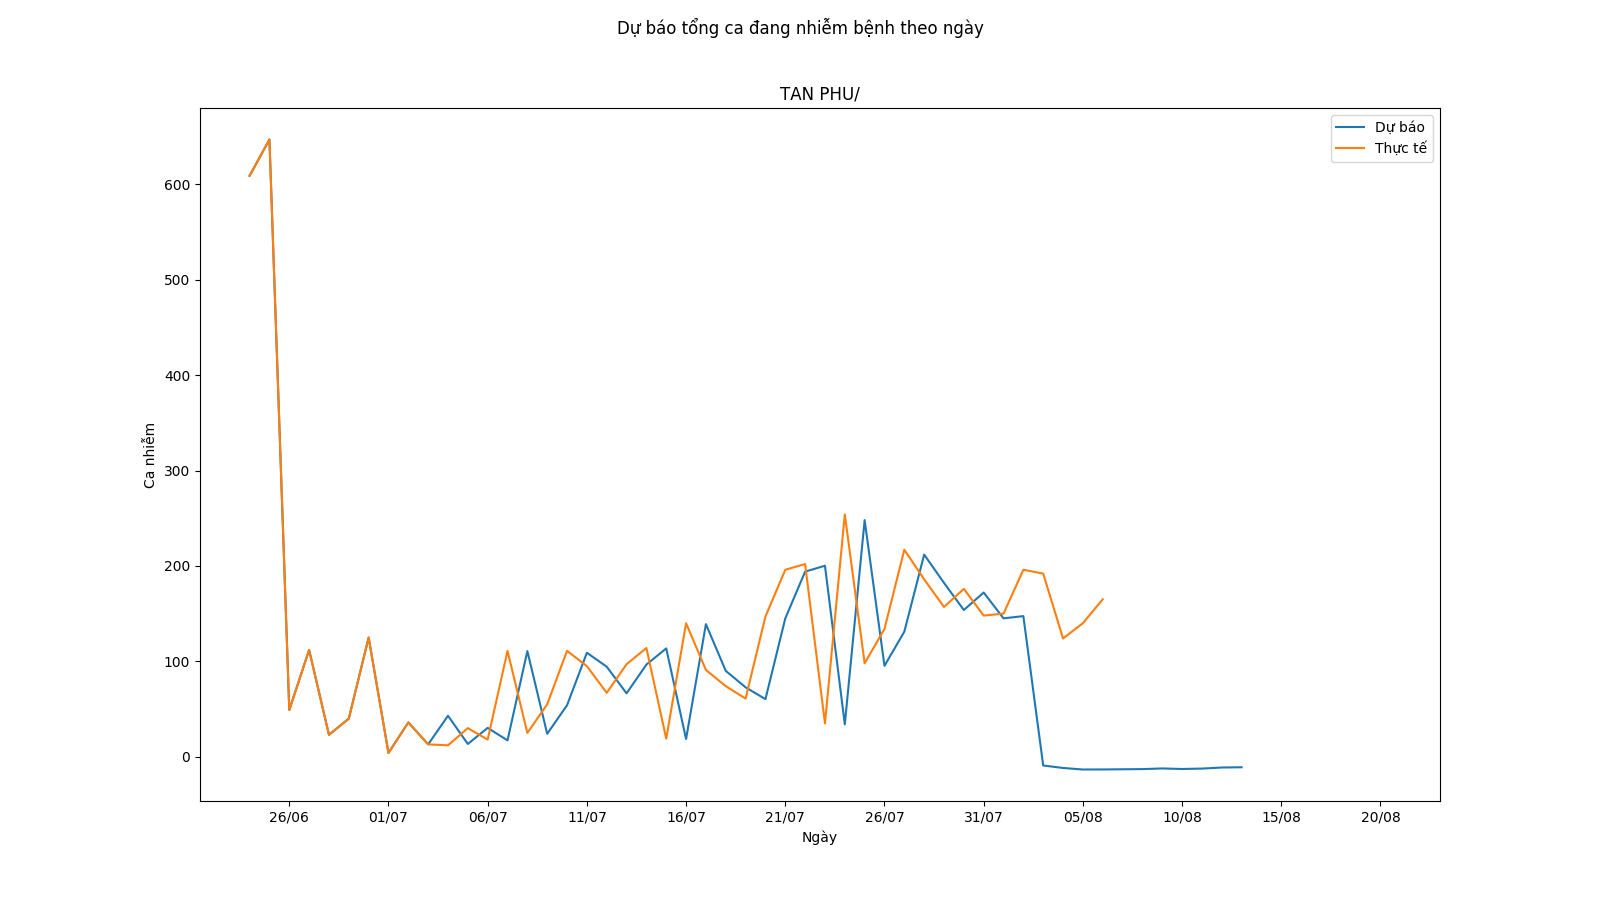 Dự báo tổng ca đang nhiễm bệnh theo ngày
TAN PHU/
Dự báo
Thực tế
600
500
400
300
200
100
0
Ca nhiễm
26/06 01/07 06/07 11/07 16/07 21/07 26/07 31/07 05/08 10/08 15/08 20/08
Ngày